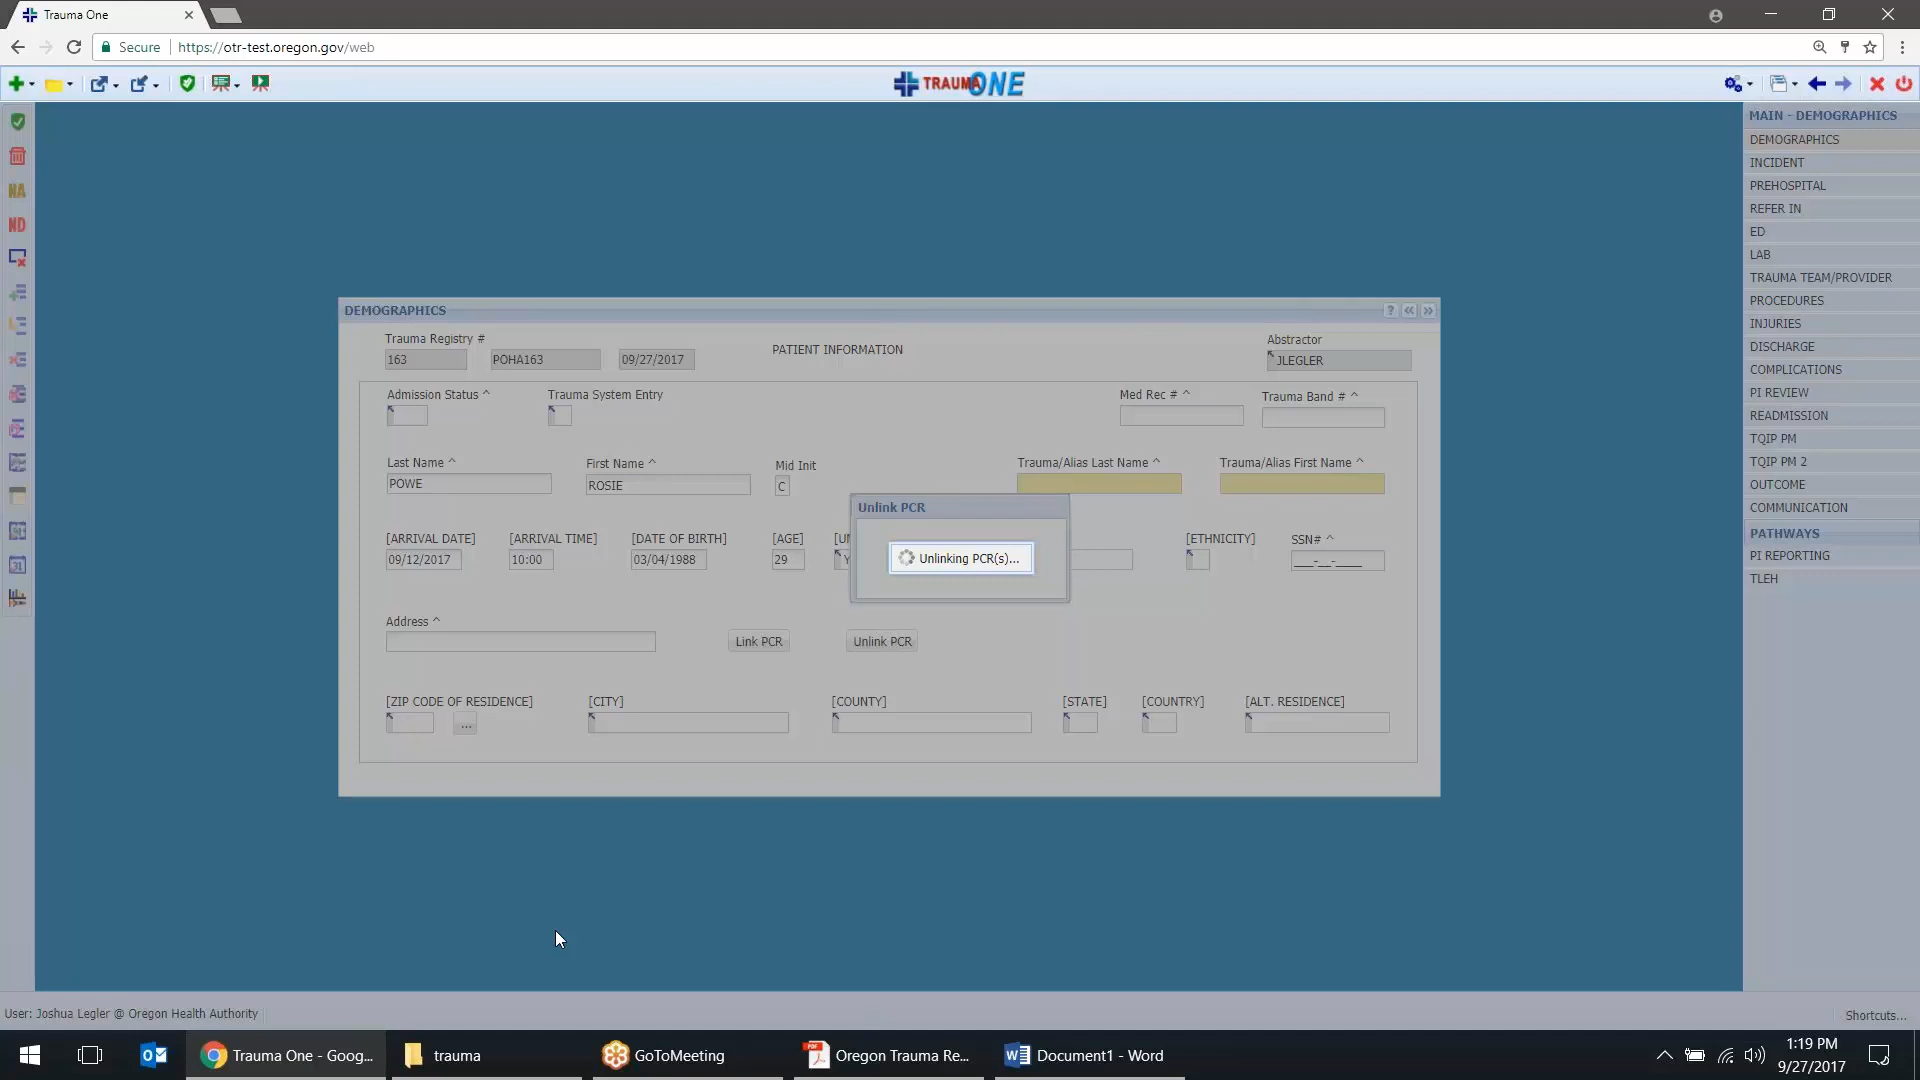 Trauma One
Secure https://otr-test.oregon.gov/web
TRAUMA ONE
MAIN - DEMOGRAPHICS
DEMOGRAPHICS
INCIDENT
PREHOSPITAL
REFER IN
ED
LAB
TRAUMA TEAM/PROVIDER
PROCEDURES
INJURIES
DISCHARGE
COMPLICATIONS
PI REVIEW
READMISSION
TQIP PM
TQIP PM 2
OUTCOME
COMMUNICATION
PATHWAYS
PI REPORTING
TLEH
NA
ND
DEMOGRAPHICS
? « »
Trauma Registry # PATIENT INFORMATION Abstractor
163 POHA163 09/27/2017 JLEGLER
Admission Status ^ Trauma System Entry Med Rec # ^ Trauma Band # ^
Last Name ^ First Name ^ Mid Init Trauma/Alias Last Name ^ Trauma/Alias First Name ^
POWE ROSIE C
[ARRIVAL DATE] [ARRIVAL TIME] [DATE OF BIRTH] [AGE] [ETHNICITY] SSN# ^
09/12/2017 10:00 03/04/1988 29 Y ___-__-____
Unlink PCR
Unlinking PCR(s)...
Address ^
Link PCR Unlink PCR
[ZIP CODE OF RESIDENCE] [CITY] [COUNTY] [STATE] [COUNTRY] [ALT. RESIDENCE]
...
User: Joshua Legler @ Oregon Health Authority Shortcuts...
Trauma One - Goog... trauma GoToMeeting Oregon Trauma Re... Document1 - Word
1:19 PM
9/27/2017